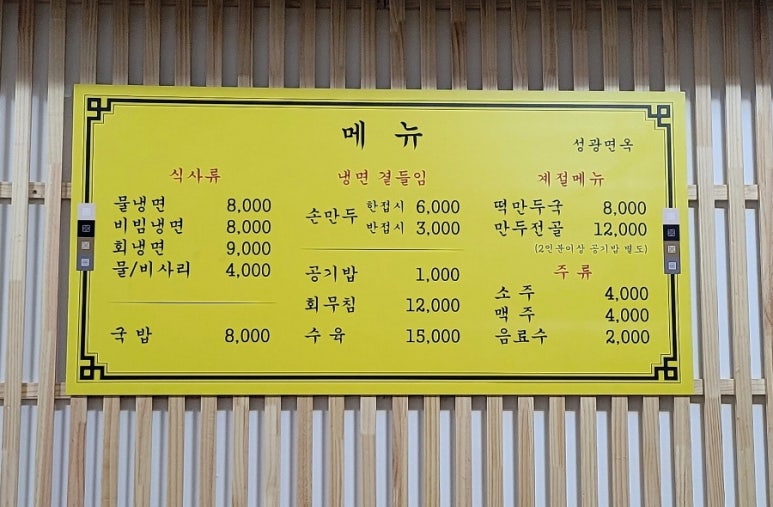 메 뉴
성광면옥
식사류
물냉면 8,000
비빔냉면 8,000
회냉면 9,000
물/비사리 4,000
국밥 8,000
냉면 곁들임
손만두 한접시 6,000
반접시 3,000
공기밥 1,000
회무침 12,000
수육 15,000
계절메뉴
떡만두국 8,000
만두전골 12,000
(2인분이상 공기밥 별도)
주 류
소 주 4,000
맥 주 4,000
음료수 2,000